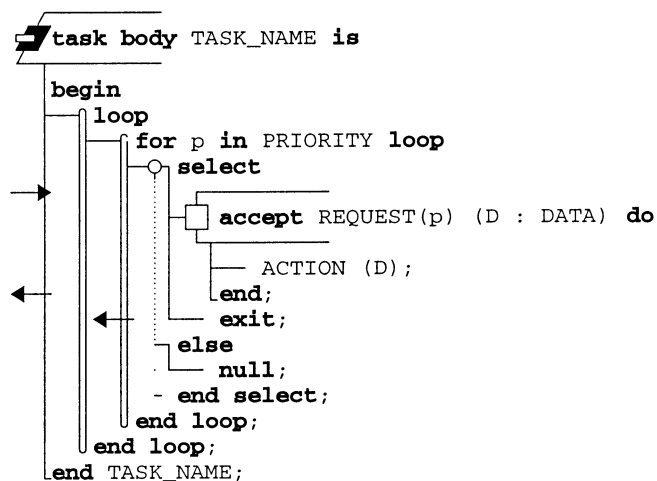 task body TASK_NAME is
begin
loop
for p in PRIORITY loop
select
accept REQUEST(p) (D : DATA) do
ACTION (D);
end;
exit;
else
null;
end select;
end loop;
end loop;
end TASK_NAME;